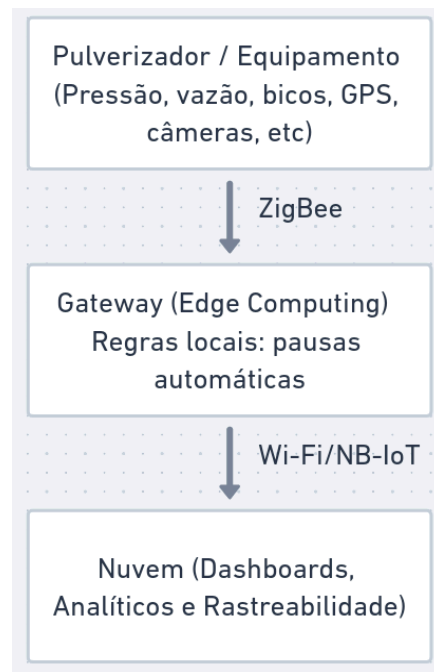 Pulverizador / Equipamento
(Pressão, vazão, bicos, GPS,
câmeras, etc)
ZigBee
Gateway (Edge Computing)
Regras locais: pausas
automáticas
Wi-Fi/NB-IoT
Nuvem (Dashboards,
Analíticos e Rastreabilidade)